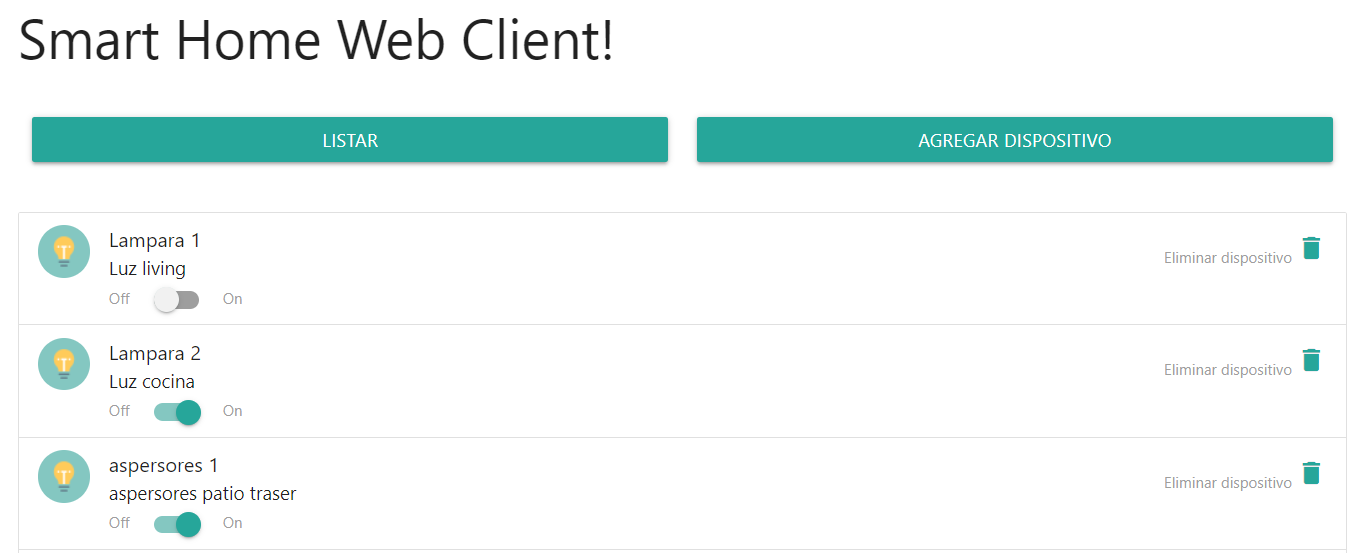 Smart Home Web Client!
LISTAR
AGREGAR DISPOSITIVO
Lampara 1
Luz living
Off On
Eliminar dispositivo
Lampara 2
Luz cocina
Off On
Eliminar dispositivo
aspersores 1
aspersores patio traser
Off On
Eliminar dispositivo